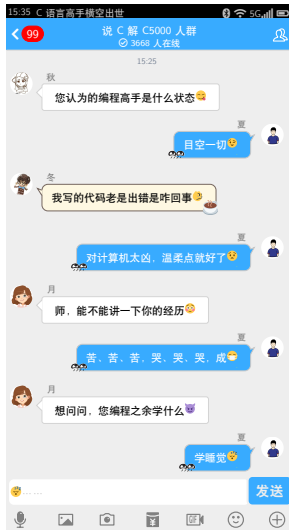 15:35 C 语言高手横空出世 5G
99 说 C 解 C5000 人群
3668 人在线
15:25
秋
您认为的编程高手是什么状态
夏
目空一切
冬
我写的代码老是出错是咋回事
夏
对计算机太凶，温柔点就好了
月
师，能不能讲一下你的经历
夏
苦、苦、苦、哭、哭、哭、成
月
想问问，您编程之余学什么
夏
学睡觉
...... 发送
¥ GIF